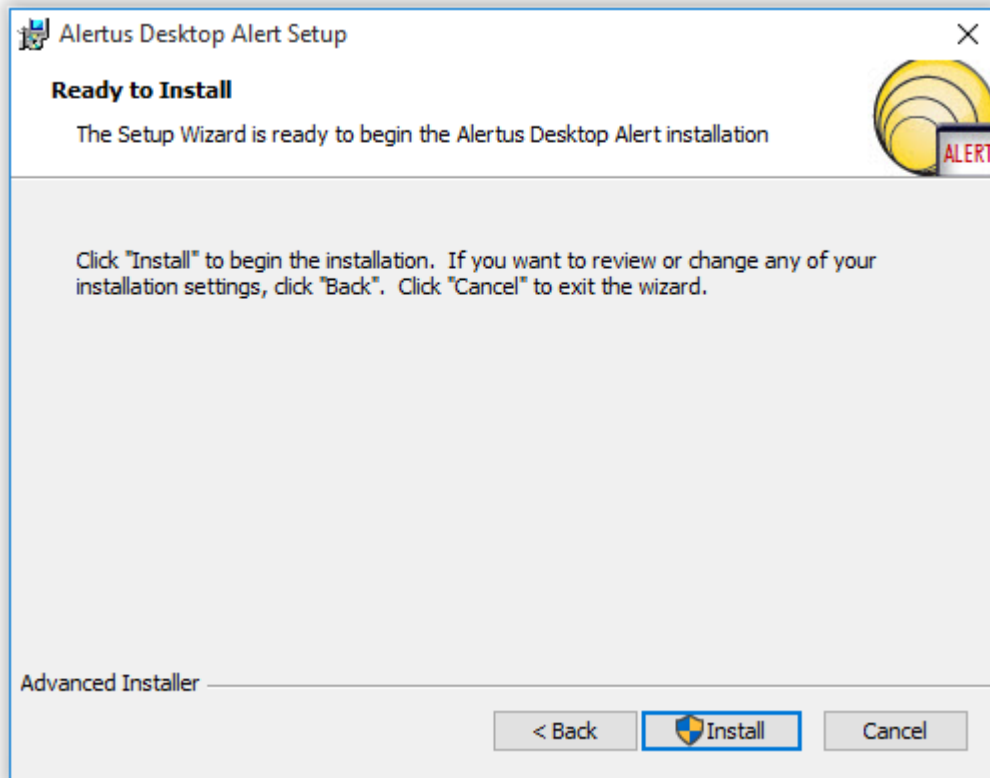 Alertus Desktop Alert Setup
Ready to Install
The Setup Wizard is ready to begin the Alertus Desktop Alert installation
ALERT
Click "Install" to begin the installation.  If you want to review or change any of your
installation settings, click "Back".  Click "Cancel" to exit the wizard.
Advanced Installer
< Back
Install
Cancel